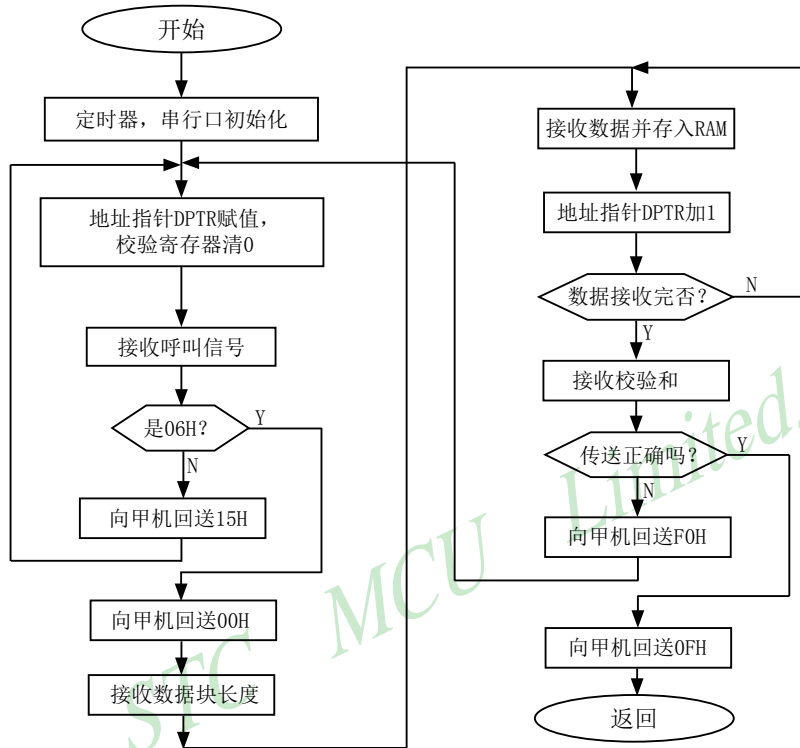 开始
定时器，串行口初始化
地址指针DPTR赋值，
校验寄存器清0
接收呼叫信号
是06H？
Y
N
向甲机回送15H
向甲机回送00H
接收数据块长度
接收数据并存入RAM
地址指针DPTR加1
数据接收完否？
N
Y
接收校验和
传送正确吗？
Y
N
向甲机回送F0H
向甲机回送0FH
返回
STC MCU Limited.